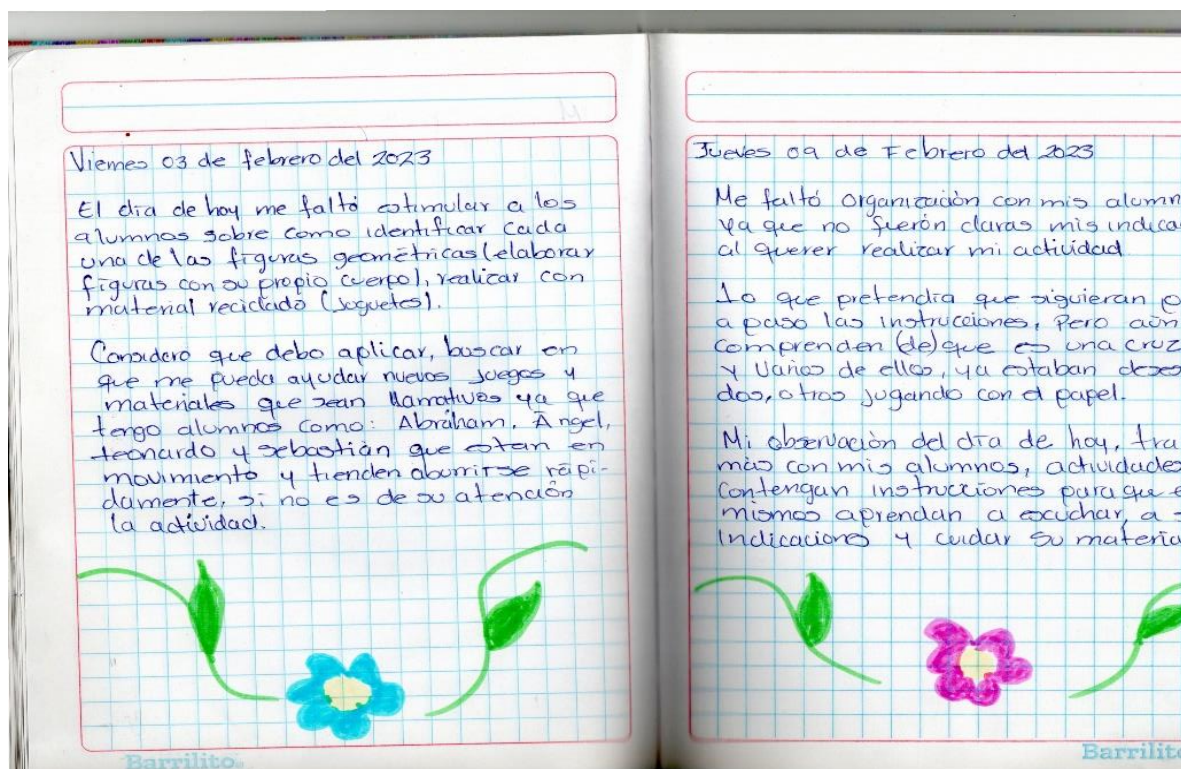 Viernes 03 de febrero del 2023
El día de hoy me faltó estimular a los
alumnos sobre como identificar cada
una de las figuras geométricas (elaborar
figuras con su propio cuerpo), realizar con
material reciclado (juguetes).
Considero que debo aplicar, buscar en
que me pueda ayudar nuevos juegos y
materiales que sean llamativos ya que
tengo alumnos como: Abraham, Ángel,
Leonardo y sebastián que estan en
movimiento y tienden aburrirse rápi-
damente, si no es de su atención
la actividad.
Barrilito
Jueves 09 de Febrero del 2023
Me faltó organización con mis alumn
ya que no fuerón claras mis indica
al querer realizar mi actividad
Lo que pretendía que siguieran p
a paso las instrucciones, Pero aún
comprenden (de) que es una cruz
y varios de ellos, ya estaban deses
dos, otros jugando con el papel.
Mi observación del día de hoy, tra
más con mis alumnos, actividades
contengan instrucciones para que e
mismos aprendan a escuchar, a s
indicaciones y cuidar su materia
Barrilito